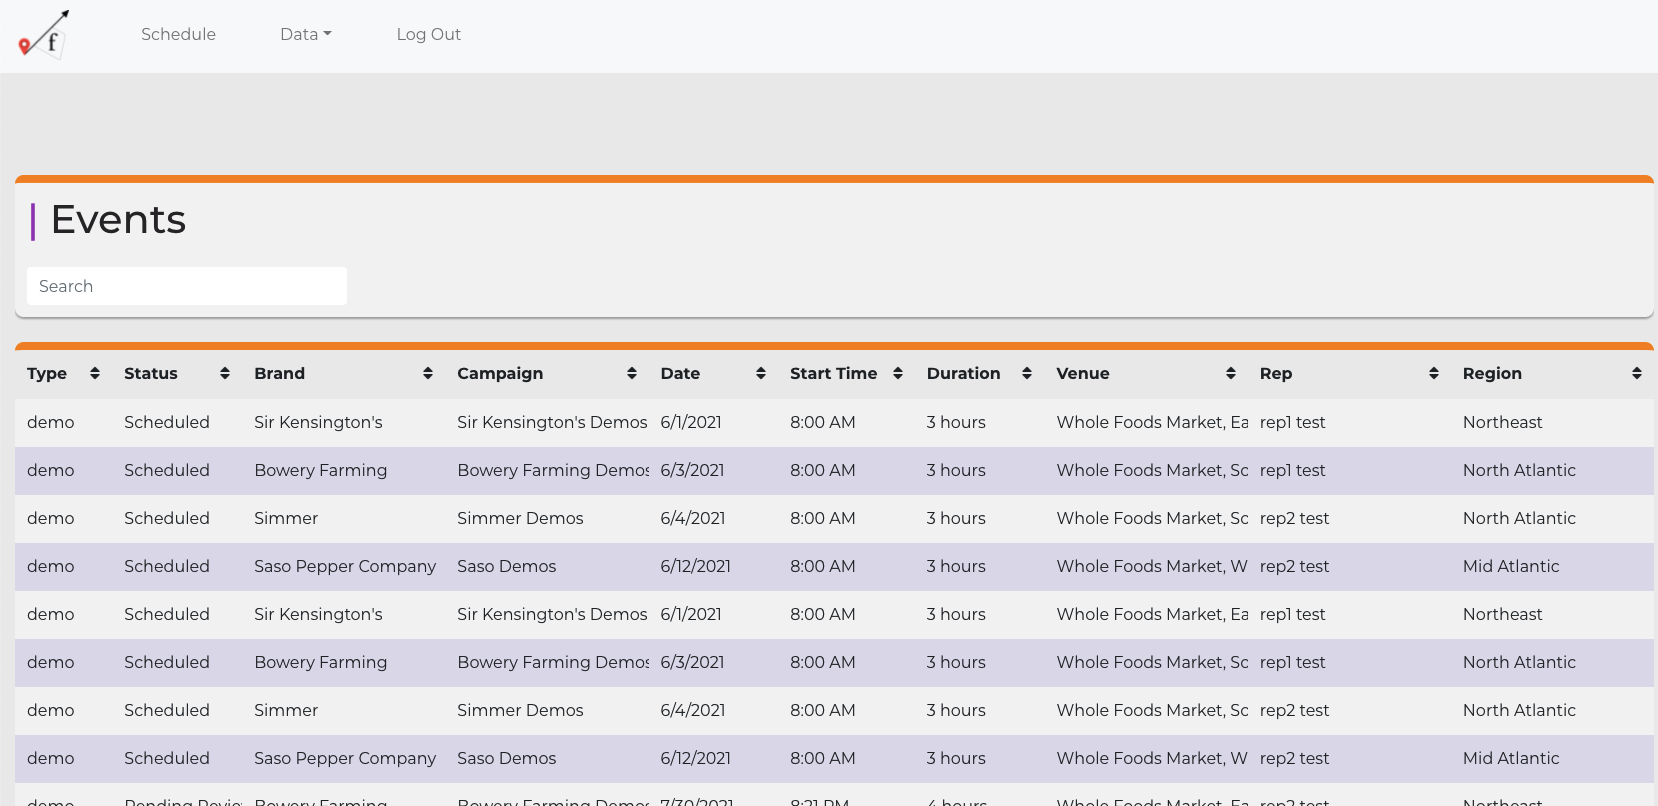 f
Schedule Data Log Out
Events
Search
Type Status Brand Campaign Date Start Time Duration Venue Rep Region
demo Scheduled Sir Kensington's Sir Kensington's Demos 6/1/2021 8:00 AM 3 hours Whole Foods Market, Ea rep1 test Northeast
demo Scheduled Bowery Farming Bowery Farming Demos 6/3/2021 8:00 AM 3 hours Whole Foods Market, Sc rep1 test North Atlantic
demo Scheduled Simmer Simmer Demos 6/4/2021 8:00 AM 3 hours Whole Foods Market, Sc rep2 test North Atlantic
demo Scheduled Saso Pepper Company Saso Demos 6/12/2021 8:00 AM 3 hours Whole Foods Market, W rep2 test Mid Atlantic
demo Scheduled Sir Kensington's Sir Kensington's Demos 6/1/2021 8:00 AM 3 hours Whole Foods Market, Ea rep1 test Northeast
demo Scheduled Bowery Farming Bowery Farming Demos 6/3/2021 8:00 AM 3 hours Whole Foods Market, Sc rep1 test North Atlantic
demo Scheduled Simmer Simmer Demos 6/4/2021 8:00 AM 3 hours Whole Foods Market, Sc rep2 test North Atlantic
demo Scheduled Saso Pepper Company Saso Demos 6/12/2021 8:00 AM 3 hours Whole Foods Market, W rep2 test Mid Atlantic
demo Pending Revie Bowery Farming Bowery Farming Demos 7/30/2021 8:21 PM 4 hours Whole Foods Market, Ea rep2 test Northeast